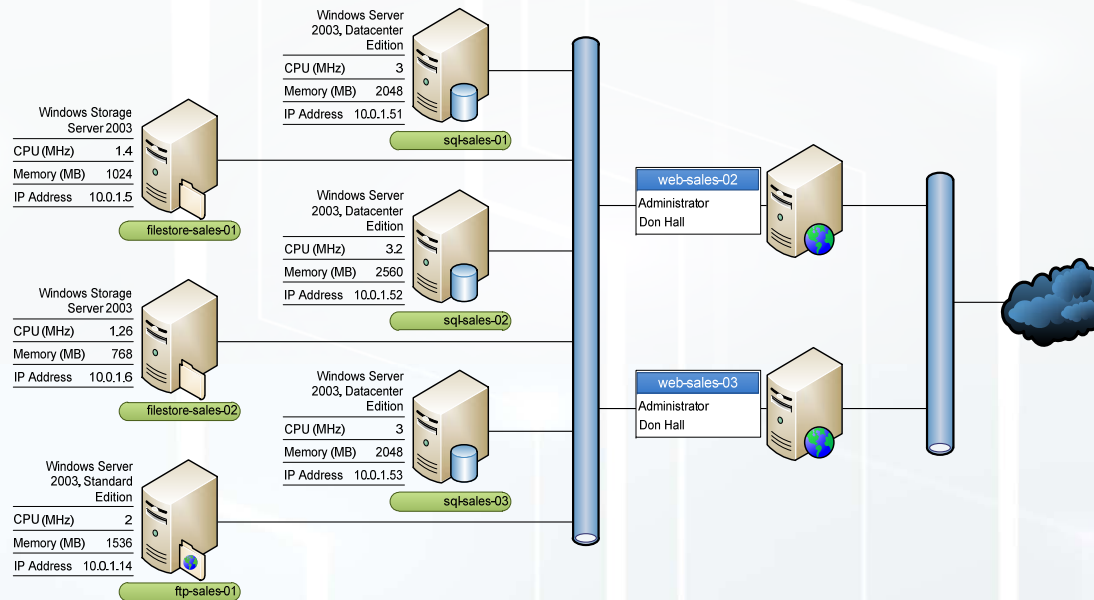 Windows Server
2003, Datacenter
Edition
CPU (MHz) 3
Memory (MB) 2048
IP Address 10.0.1.51
sql-sales-01
Windows Storage
Server 2003
CPU (MHz) 1.4
Memory (MB) 1024
IP Address 10.0.1.5
filestore-sales-01
Windows Server
2003, Datacenter
Edition
CPU (MHz) 3.2
Memory (MB) 2560
IP Address 10.0.1.52
sql-sales-02
Windows Storage
Server 2003
CPU (MHz) 1.26
Memory (MB) 768
IP Address 10.0.1.6
filestore-sales-02
Windows Server
2003, Datacenter
Edition
CPU (MHz) 3
Memory (MB) 2048
IP Address 10.0.1.53
sql-sales-03
Windows Server
2003, Standard
Edition
CPU (MHz) 2
Memory (MB) 1536
IP Address 10.0.1.14
ftp-sales-01
web-sales-02
Administrator
Don Hall
web-sales-03
Administrator
Don Hall